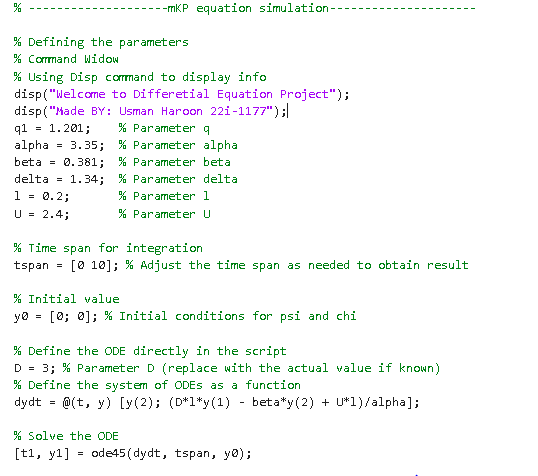 % --------------------mKP equation simulation---------------------
% Defining the parameters
% Command Widow
% Using Disp command to display info
disp("Welcome to Differetial Equation Project");
disp("Made BY: Usman Haroon 22i-1177");
q1 = 1.201;    % Parameter q
alpha = 3.35;  % Parameter alpha
beta = 0.381;  % Parameter beta
delta = 1.34;  % Parameter delta
l = 0.2;       % Parameter l
U = 2.4;       % Parameter U
% Time span for integration
tspan = [0 10]; % Adjust the time span as needed to obtain result
% Initial value
y0 = [0; 0]; % Initial conditions for psi and chi
% Define the ODE directly in the script
D = 3; % Parameter D (replace with the actual value if known)
% Define the system of ODEs as a function
dydt = @(t, y) [y(2); (D*l*y(1) - beta*y(2) + U*l)/alpha];
% Solve the ODE
[t1, y1] = ode45(dydt, tspan, y0);